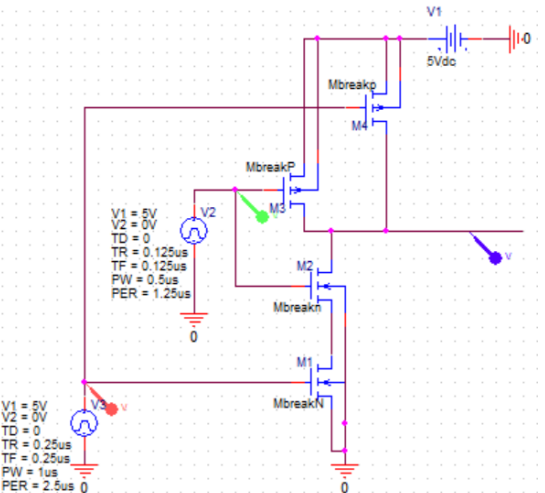 V1
0
5Vdc
Mbreakp
M4
MbreakP
M3
V2
V1 = 5V
V2 = 0V
TD = 0
TR = 0.125us
TF = 0.125us
PW = 0.5us
PER = 1.25us
0
V
V
M2
Mbreakn
M1
MbreakN
V3
V
V1 = 5V
V2 = 0V
TD = 0
TR = 0.25us
TF = 0.25us
PW = 1us
PER = 2.5us
0
0